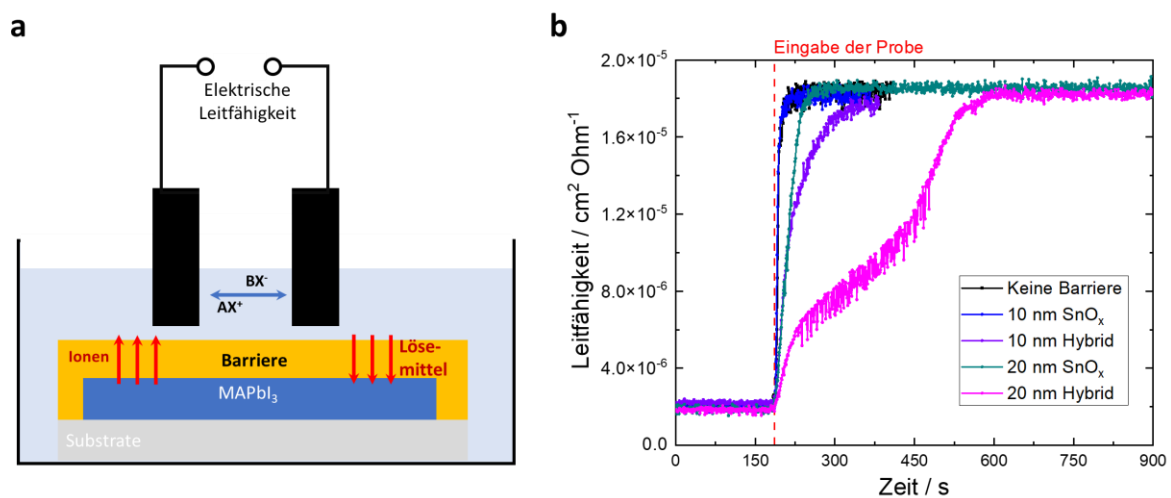 a
Elektrische
Leitfähigkeit
BX⁻
AX⁺
Ionen
Barriere
Löse-
mittel
MAPbI₃
Substrate
b
Eingabe der Probe
2.0×10⁻⁵
1.6×10⁻⁵
1.2×10⁻⁵
8.0×10⁻⁶
4.0×10⁻⁶
0.0
Leitfähigkeit / cm² Ohm⁻¹
Keine Barriere
10 nm SnOₓ
10 nm Hybrid
20 nm SnOₓ
20 nm Hybrid
0 150 300 450 600 750 900
Zeit / s